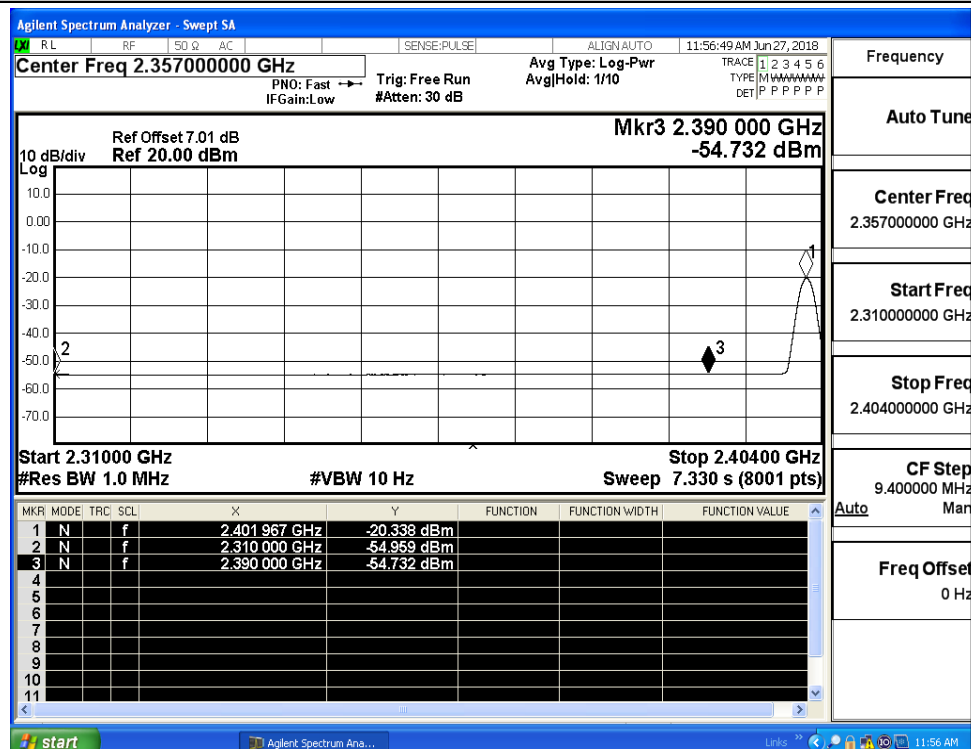 Agilent Spectrum Analyzer - Swept SA
LXI RL RF 50 Ω AC SENSE:PULSE ALIGN AUTO 11:56:49 AM Jun 27, 2018
Center Freq 2.357000000 GHz
PNO: Fast
IFGain:Low
Trig: Free Run
#Atten: 30 dB
Avg Type: Log-Pwr
Avg|Hold: 1/10
TRACE 1 2 3 4 5 6
TYPE M
DET P P P P P P
Ref Offset 7.01 dB
10 dB/div Ref 20.00 dBm
Log
Mkr3 2.390 000 GHz
-54.732 dBm
10.0
0.00
-10.0
-20.0
-30.0
-40.0
-50.0
-60.0
-70.0
1
2
3
Start 2.31000 GHz Stop 2.40400 GHz
#Res BW 1.0 MHz #VBW 10 Hz Sweep 7.330 s (8001 pts)
MKR MODE TRC SCL X Y FUNCTION FUNCTION WIDTH FUNCTION VALUE
1 N f 2.401 967 GHz -20.338 dBm
2 N f 2.310 000 GHz -54.959 dBm
3 N f 2.390 000 GHz -54.732 dBm
4
5
6
7
8
9
10
11
Frequency
Auto Tune
Center Freq
2.357000000 GHz
Start Freq
2.310000000 GHz
Stop Freq
2.404000000 GHz
CF Step
9.400000 MHz
Auto Man
Freq Offset
0 Hz
start Agilent Spectrum Ana... Links » 11:56 AM